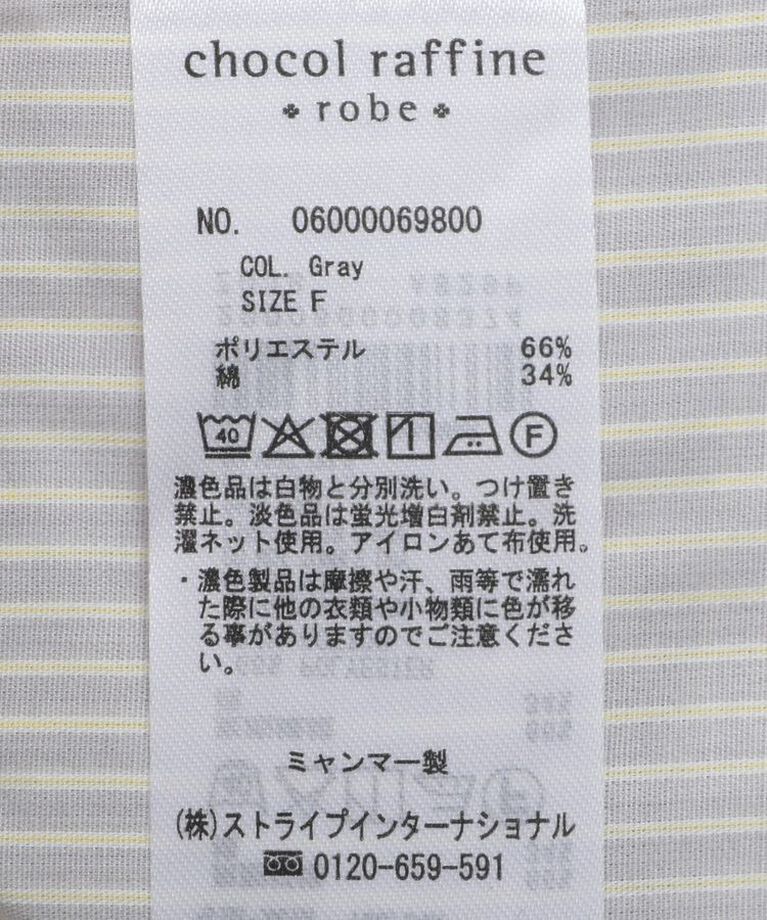 chocol raffine
robe
NO. 06000069800
COL. Gray
SIZE F
ポリエステル 66%
綿 34%
40 F
濃色品は白物と分別洗い。つけ置き
禁止。淡色品は蛍光増白剤禁止。洗
濯ネット使用。アイロンあて布使用。
・濃色製品は摩擦や汗、雨等で濡れ
た際に他の衣類や小物類に色が移
る事がありますのでご注意くださ
い。
ミャンマー製
(株)ストライプインターナショナル
0120-659-591